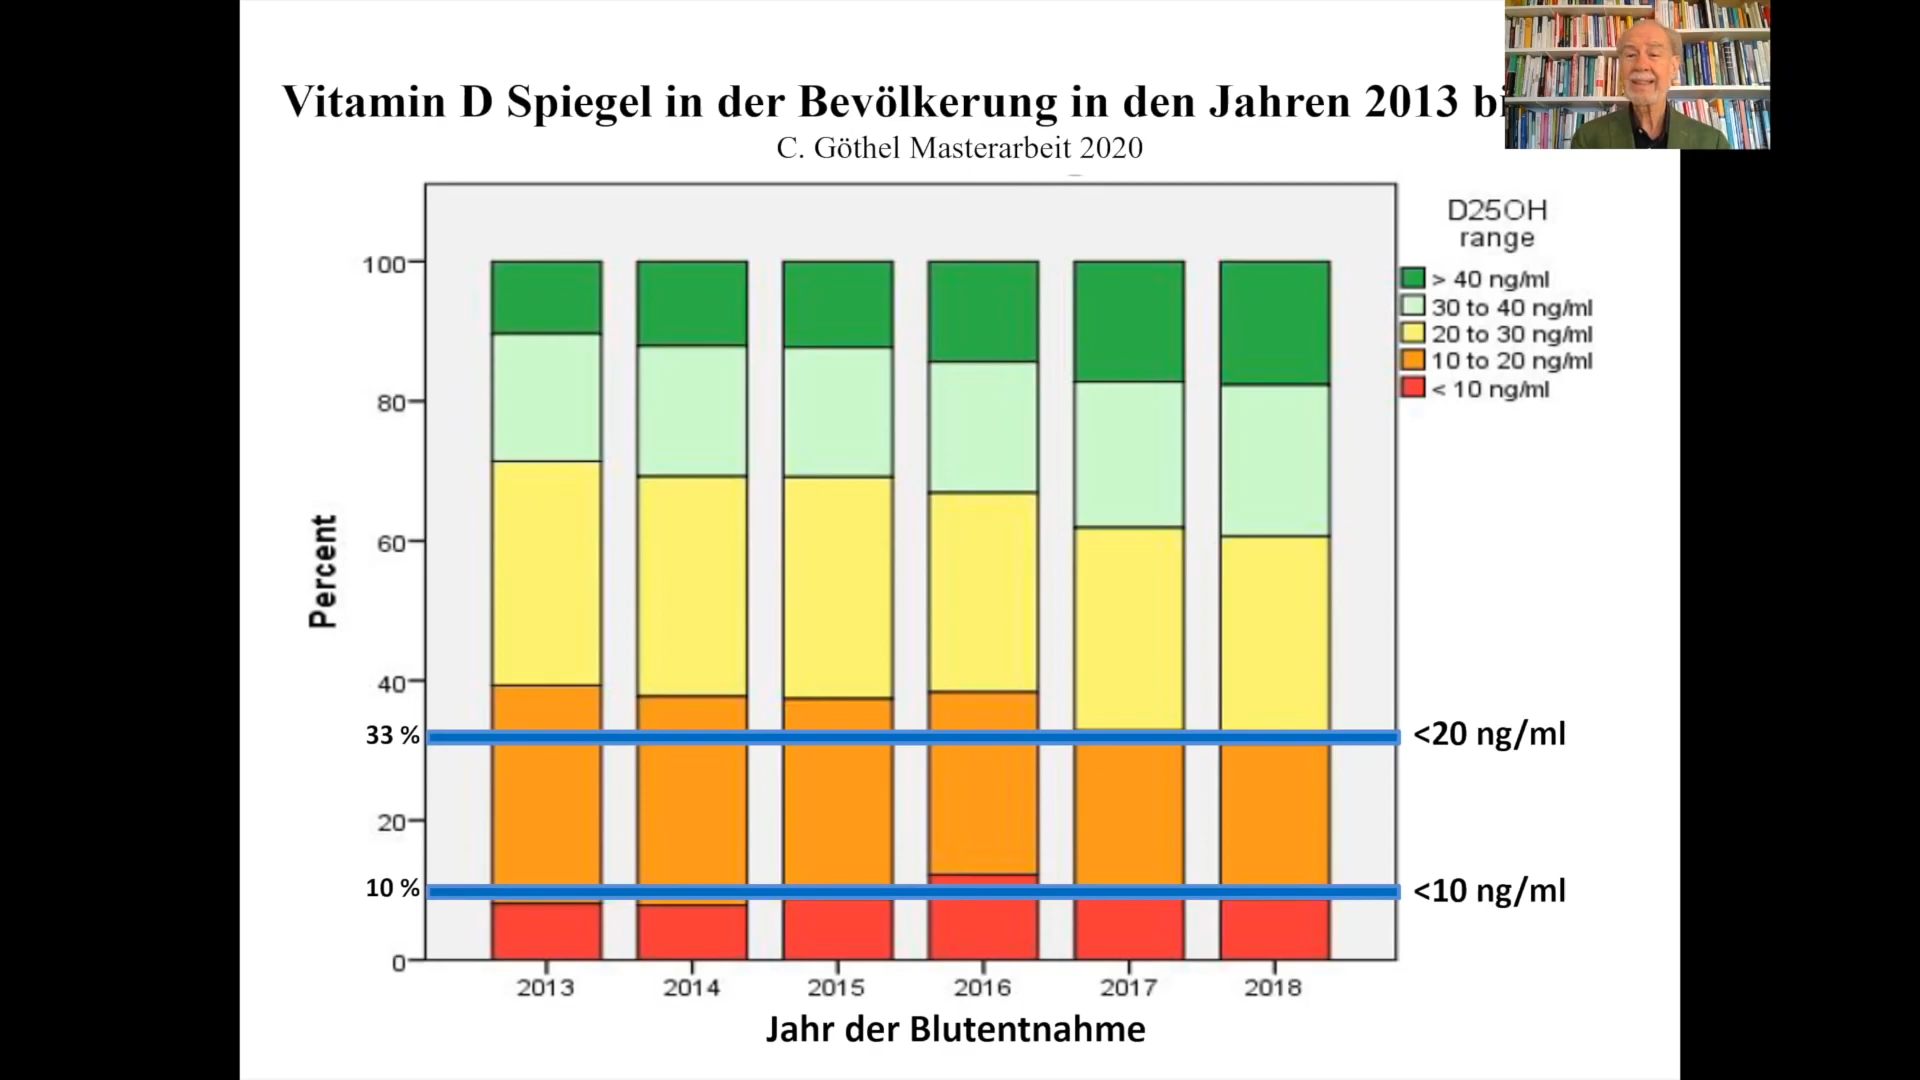 Vitamin D Spiegel in der Bevölkerung in den Jahren 2013
C. Göthel Masterarbeit 2020
D25OH
range
> 40 ng/ml
30 to 40 ng/ml
20 to 30 ng/ml
10 to 20 ng/ml
< 10 ng/ml
Percent
100
80
60
40
33 %
<20 ng/ml
20
10 %
<10 ng/ml
0
2013 2014 2015 2016 2017 2018
Jahr der Blutentnahme